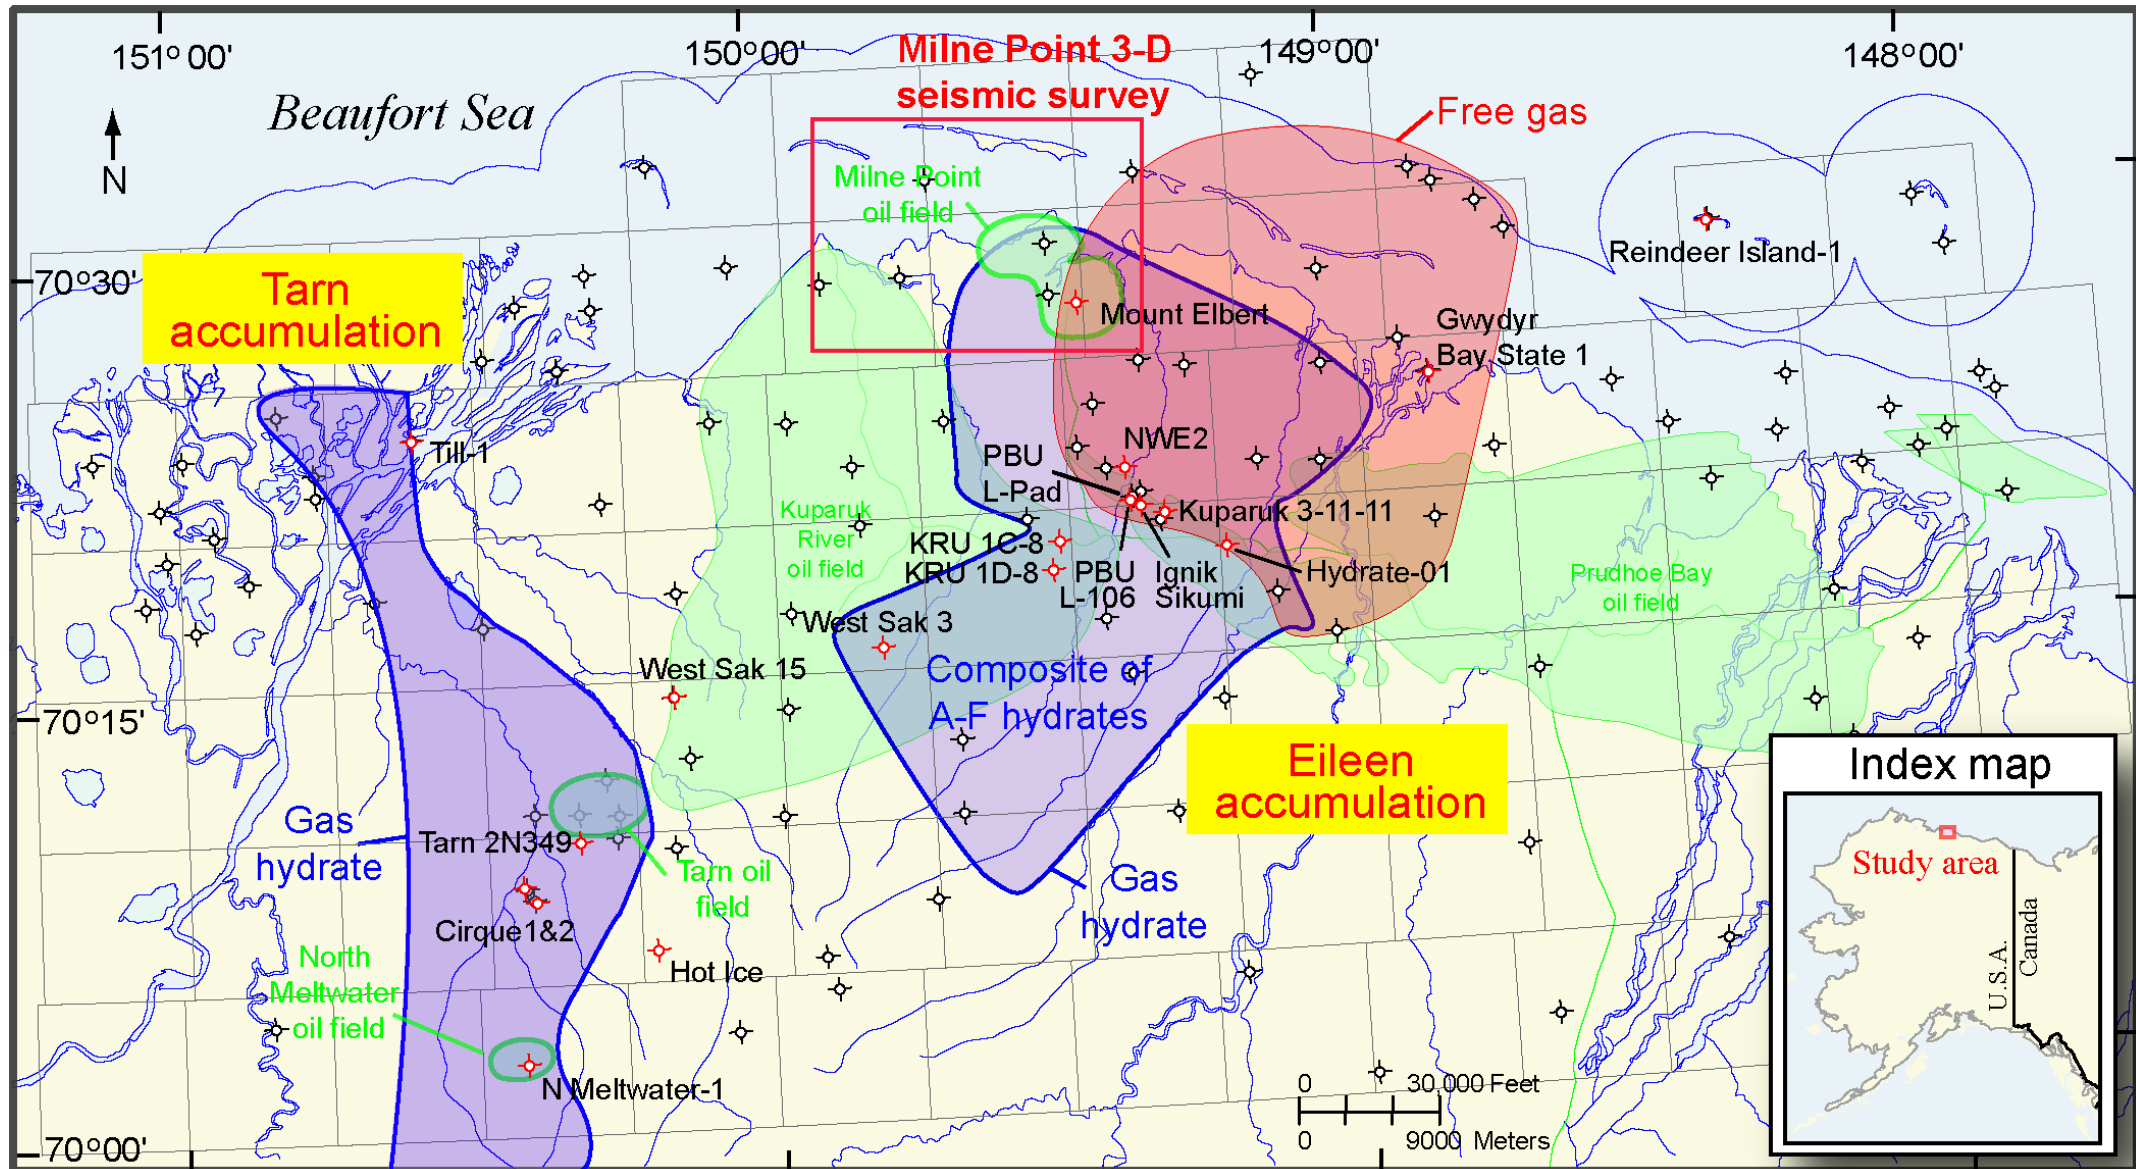 151°00'
150°00'
149°00'
148°00'
Milne Point 3-D
seismic survey
Beaufort Sea
Free gas
N
Milne Point
oil field
Reindeer Island-1
70°30'
Tarn
accumulation
Mount Elbert
Gwydyr
Bay State 1
Till-1
NWE2
PBU
L-Pad
Kuparuk
River
oil field
Kuparuk 3-11-11
KRU 1C-8
KRU 1D-8
PBU
L-106
Ignik
Sikumi
Hydrate-01
Prudhoe Bay
oil field
West Sak 3
West Sak 15
Composite of
A-F hydrates
70°15'
Eileen
accumulation
Gas
hydrate
Tarn 2N349
Tarn oil
field
Gas
hydrate
Cirque1&2
Hot Ice
North
Meltwater
oil field
N Meltwater-1
0 30,000 Feet
0 9000 Meters
70°00'
Index map
Study area
U.S.A.
Canada